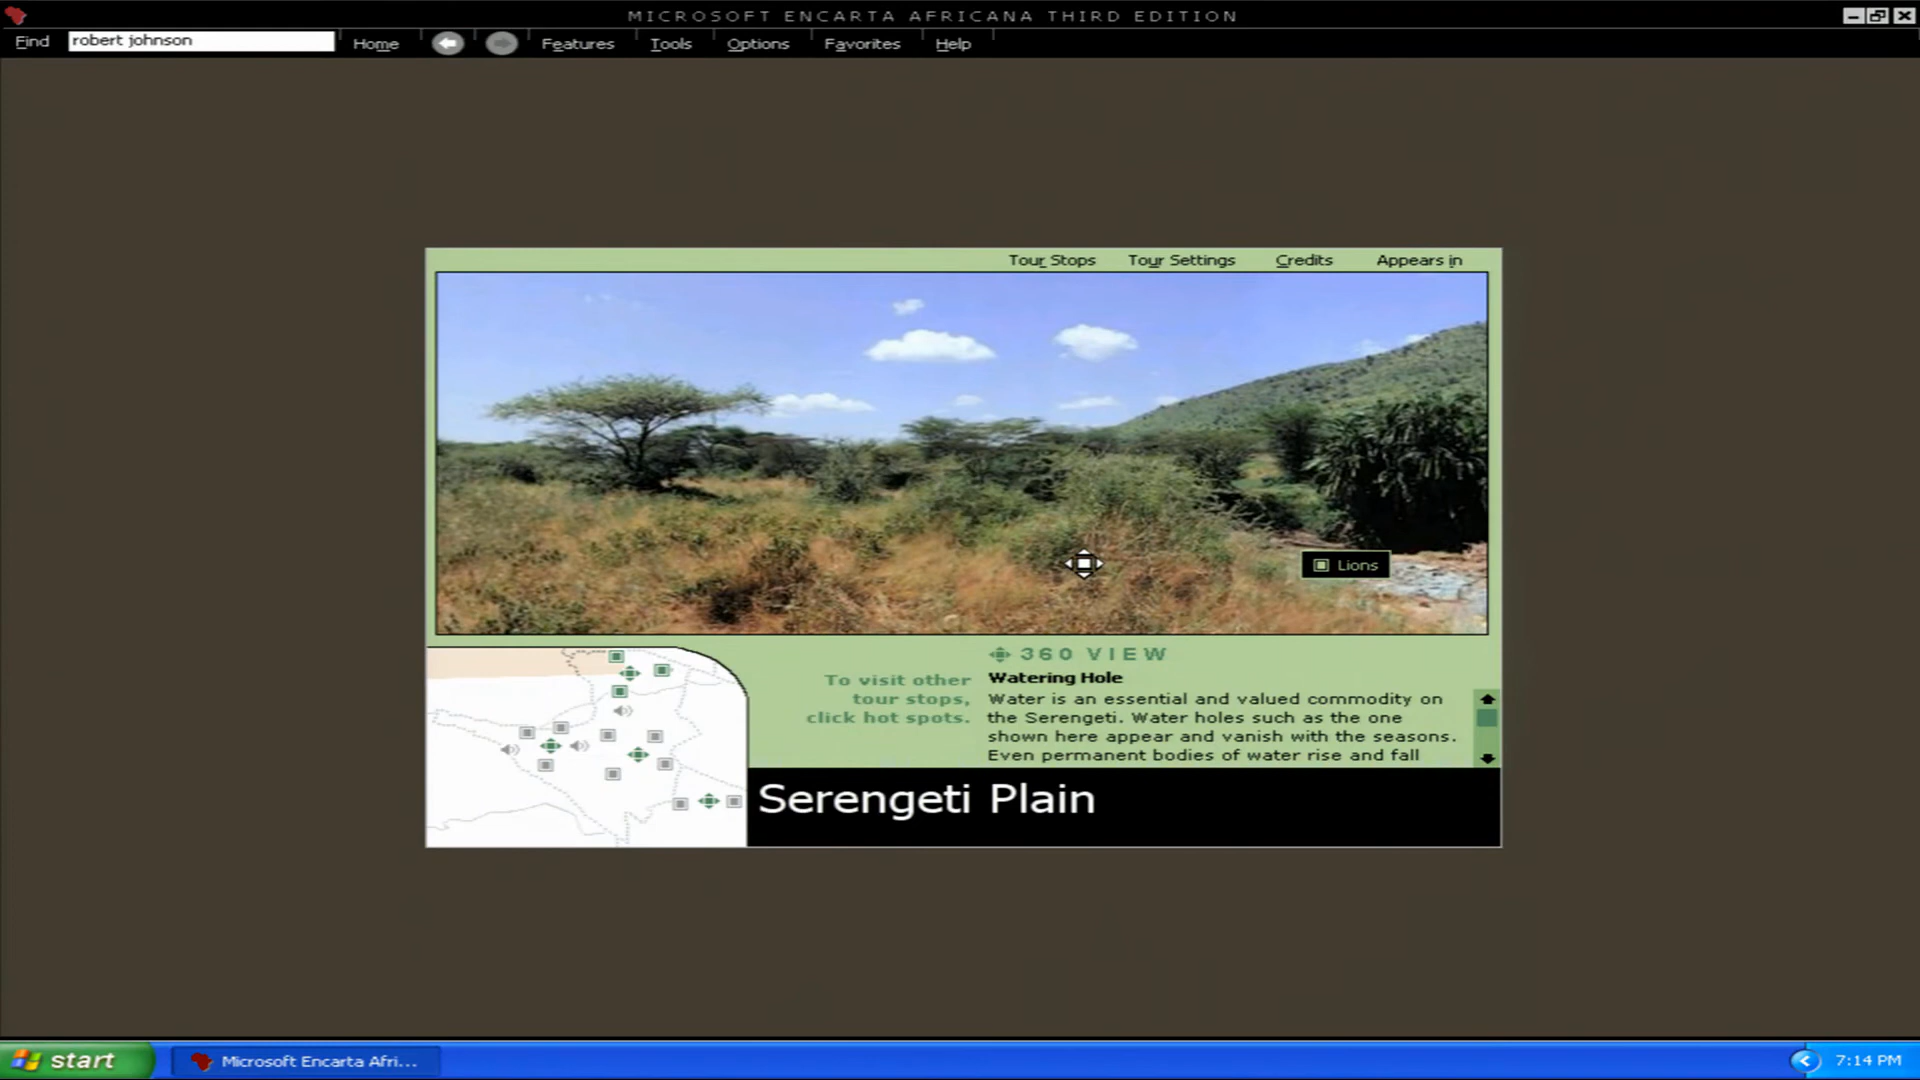 MICROSOFT ENCARTA AFRICANA THIRD EDITION
Find robert johnson Home Features Tools Options Favorites Help
Tour Stops Tour Settings Credits Appears in
Lions
360 VIEW
To visit other
tour stops,
click hot spots.
Watering Hole
Water is an essential and valued commodity on
the Serengeti. Water holes such as the one
shown here appear and vanish with the seasons.
Even permanent bodies of water rise and fall
Serengeti Plain
start Microsoft Encarta Afri... 7:14 PM